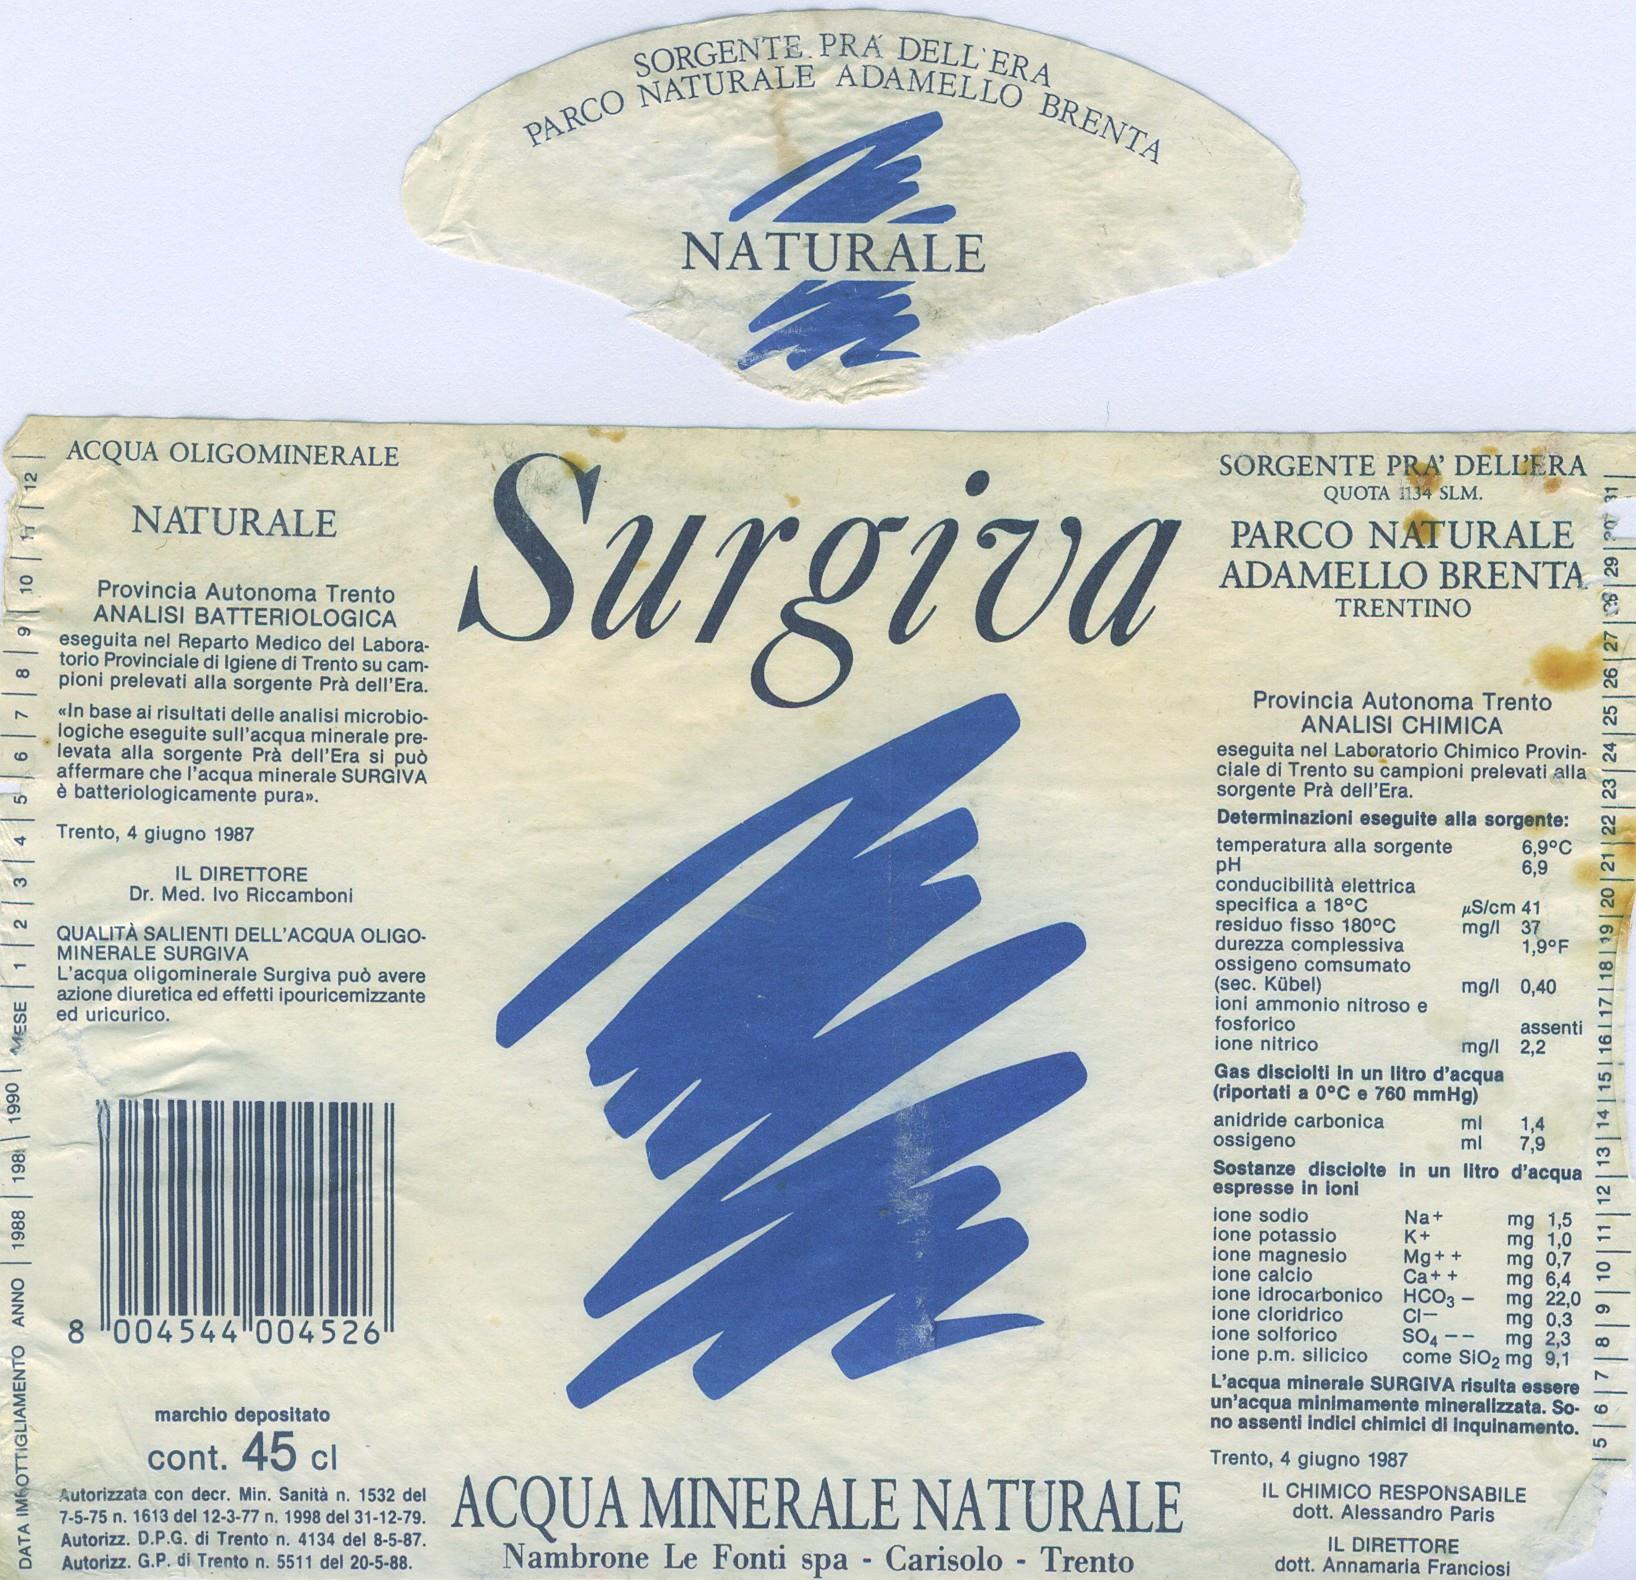 SORGENTE PRA' DELL'ERA
PARCO NATURALE ADAMELLO BRENTA
NATURALE
ACQUA OLIGOMINERALE
NATURALE
Provincia Autonoma Trento
ANALISI BATTERIOLOGICA
eseguita nel Reparto Medico del Labora-
torio Provinciale di Igiene di Trento su cam-
pioni prelevati alla sorgente Prà dell'Era.
«In base ai risultati delle analisi microbio-
logiche eseguite sull'acqua minerale pre-
levata alla sorgente Prà dell'Era si può
affermare che l'acqua minerale SURGIVA
è batteriologicamente pura».
Trento, 4 giugno 1987
IL DIRETTORE
Dr. Med. Ivo Riccamboni
QUALITÀ SALIENTI DELL'ACQUA OLIGO-
MINERALE SURGIVA
L'acqua oligominerale Surgiva può avere
azione diuretica ed effetti ipouricemizzante
ed uricurico.
8 004544 004526
marchio depositato
cont. 45 cl
Autorizzata con decr. Min. Sanità n. 1532 del
7-5-75 n. 1613 del 12-3-77 n. 1998 del 31-12-79.
Autorizz. D.P.G. di Trento n. 4134 del 8-5-87.
Autorizz. G.P. di Trento n. 5511 del 20-5-88.
DATA IMBOTTIGLIAMENTO ANNO | 1988 | 198 | 1990 | MESE | 1 | 2 | 3 | 4 | 5 | 6 | 7 | 8 | 9 | 10 | 11 | 12 |
Surgiva
ACQUA MINERALE NATURALE
Nambrone Le Fonti spa - Carisolo - Trento
SORGENTE PRA' DELL'ERA
QUOTA 1134 SLM.
PARCO NATURALE
ADAMELLO BRENTA
TRENTINO
Provincia Autonoma Trento
ANALISI CHIMICA
eseguita nel Laboratorio Chimico Provin-
ciale di Trento su campioni prelevati alla
sorgente Prà dell'Era.
Determinazioni eseguite alla sorgente:
temperatura alla sorgente 6,9°C
pH 6,9
conducibilità elettrica
specifica a 18°C µS/cm 41
residuo fisso 180°C mg/l 37
durezza complessiva 1,9°F
ossigeno comsumato
(sec. Kübel) mg/l 0,40
ioni ammonio nitroso e
fosforico assenti
ione nitrico mg/l 2,2
Gas disciolti in un litro d'acqua
(riportati a 0°C e 760 mmHg)
anidride carbonica ml 1,4
ossigeno ml 7,9
Sostanze disciolte in un litro d'acqua
espresse in ioni
ione sodio Na+ mg 1,5
ione potassio K+ mg 1,0
ione magnesio Mg++ mg 0,7
ione calcio Ca++ mg 6,4
ione idrocarbonico HCO3 – mg 22,0
ione cloridrico Cl– mg 0,3
ione solforico SO4 – – mg 2,3
ione p.m. silicico come SiO2 mg 9,1
L'acqua minerale SURGIVA risulta essere
un'acqua minimamente mineralizzata. So-
no assenti indici chimici di inquinamento.
Trento, 4 giugno 1987
IL CHIMICO RESPONSABILE
dott. Alessandro Paris
IL DIRETTORE
dott. Annamaria Franciosi
| 5 | 6 | 7 | 8 | 9 | 10 | 11 | 12 | 13 | 14 | 15 | 16 | 17 | 18 | 19 | 20 | 21 | 22 | 23 | 24 | 25 | 26 | 27 | 28 | 29 | 30 | 31 |